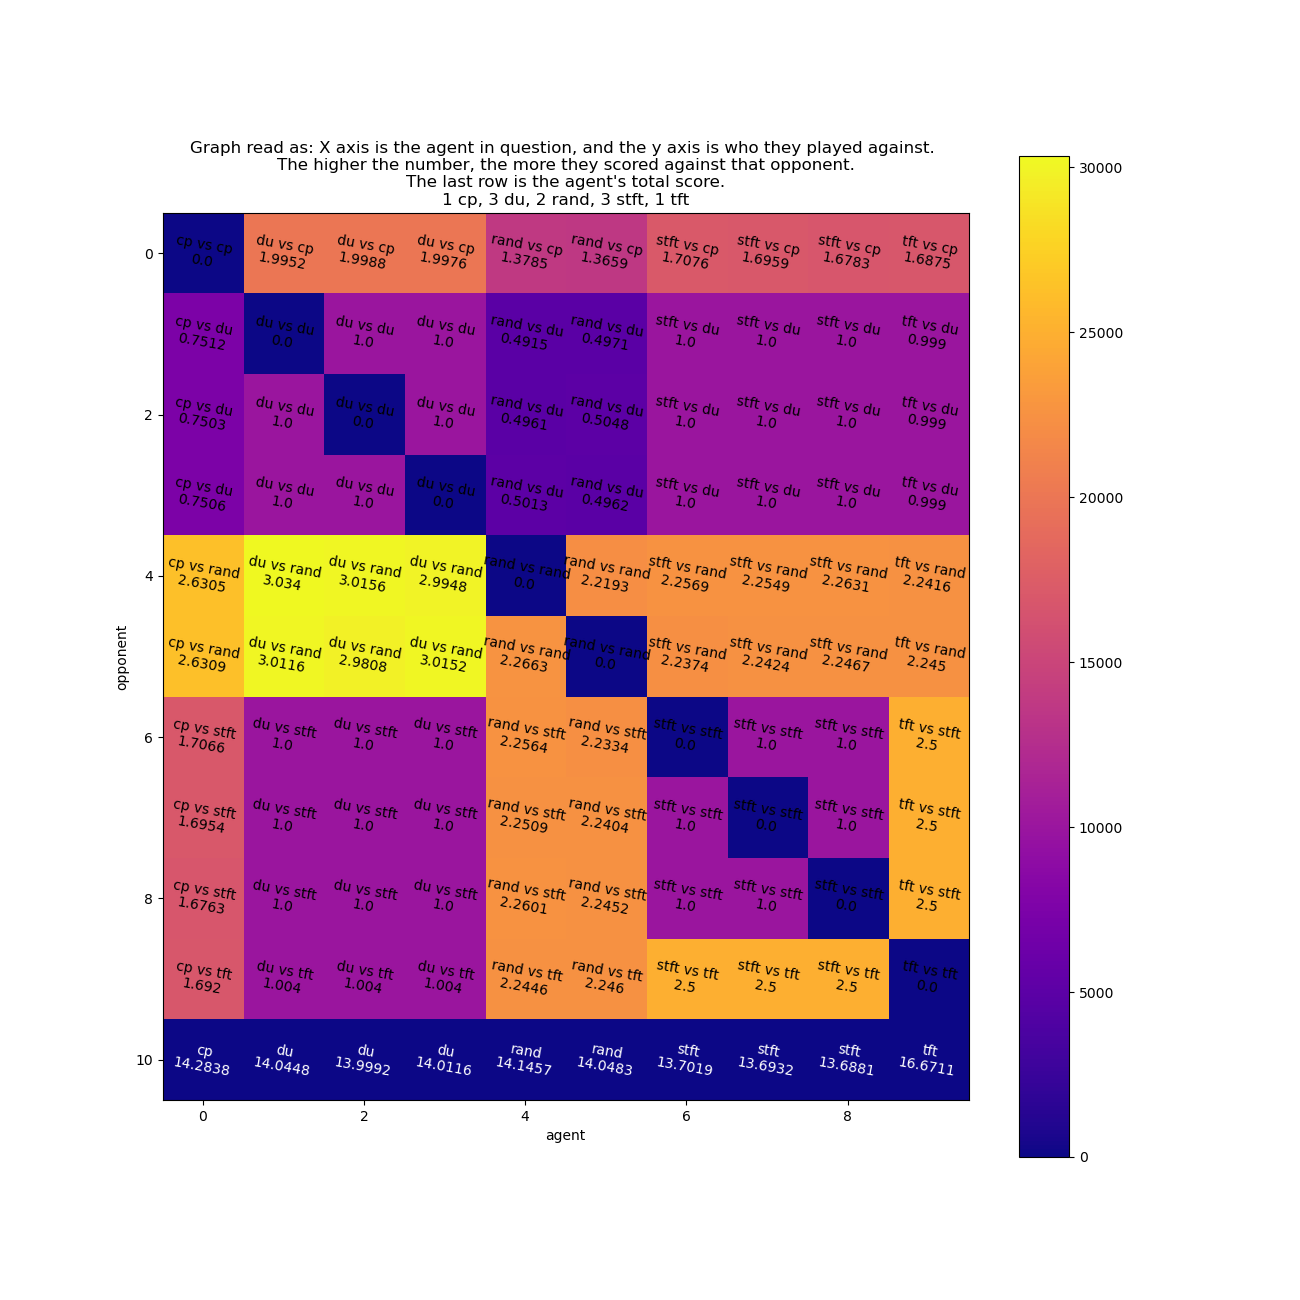 Graph read as: X axis is the agent in question, and the y axis is who they played against.
The higher the number, the more they scored against that opponent.
The last row is the agent's total score.
1 cp, 3 du, 2 rand, 3 stft, 1 tft
0
cp vs cp
0.0
du vs cp
1.9952
du vs cp
1.9988
du vs cp
1.9976
rand vs cp
1.3785
rand vs cp
1.3659
stft vs cp
1.7076
stft vs cp
1.6959
stft vs cp
1.6783
tft vs cp
1.6875
cp vs du
0.7512
du vs du
0.0
du vs du
1.0
du vs du
1.0
rand vs du
0.4915
rand vs du
0.4971
stft vs du
1.0
stft vs du
1.0
stft vs du
1.0
tft vs du
0.999
2
cp vs du
0.7503
du vs du
1.0
du vs du
0.0
du vs du
1.0
rand vs du
0.4961
rand vs du
0.5048
stft vs du
1.0
stft vs du
1.0
stft vs du
1.0
tft vs du
0.999
cp vs du
0.7506
du vs du
1.0
du vs du
1.0
du vs du
0.0
rand vs du
0.5013
rand vs du
0.4962
stft vs du
1.0
stft vs du
1.0
stft vs du
1.0
tft vs du
0.999
4
cp vs rand
2.6305
du vs rand
3.034
du vs rand
3.0156
du vs rand
2.9948
rand vs rand
0.0
rand vs rand
2.2193
stft vs rand
2.2569
stft vs rand
2.2549
stft vs rand
2.2631
tft vs rand
2.2416
cp vs rand
2.6309
du vs rand
3.0116
du vs rand
2.9808
du vs rand
3.0152
rand vs rand
2.2663
rand vs rand
0.0
stft vs rand
2.2374
stft vs rand
2.2424
stft vs rand
2.2467
tft vs rand
2.245
6
cp vs stft
1.7066
du vs stft
1.0
du vs stft
1.0
du vs stft
1.0
rand vs stft
2.2564
rand vs stft
2.2334
stft vs stft
0.0
stft vs stft
1.0
stft vs stft
1.0
tft vs stft
2.5
cp vs stft
1.6954
du vs stft
1.0
du vs stft
1.0
du vs stft
1.0
rand vs stft
2.2509
rand vs stft
2.2404
stft vs stft
1.0
stft vs stft
0.0
stft vs stft
1.0
tft vs stft
2.5
8
cp vs stft
1.6763
du vs stft
1.0
du vs stft
1.0
du vs stft
1.0
rand vs stft
2.2601
rand vs stft
2.2452
stft vs stft
1.0
stft vs stft
1.0
stft vs stft
0.0
tft vs stft
2.5
cp vs tft
1.692
du vs tft
1.004
du vs tft
1.004
du vs tft
1.004
rand vs tft
2.2446
rand vs tft
2.246
stft vs tft
2.5
stft vs tft
2.5
stft vs tft
2.5
tft vs tft
0.0
10
cp
14.2838
du
14.0448
du
13.9992
du
14.0116
rand
14.1457
rand
14.0483
stft
13.7019
stft
13.6932
stft
13.6881
tft
16.6711
0
2
4
6
8
agent
opponent
30000
25000
20000
15000
10000
5000
0